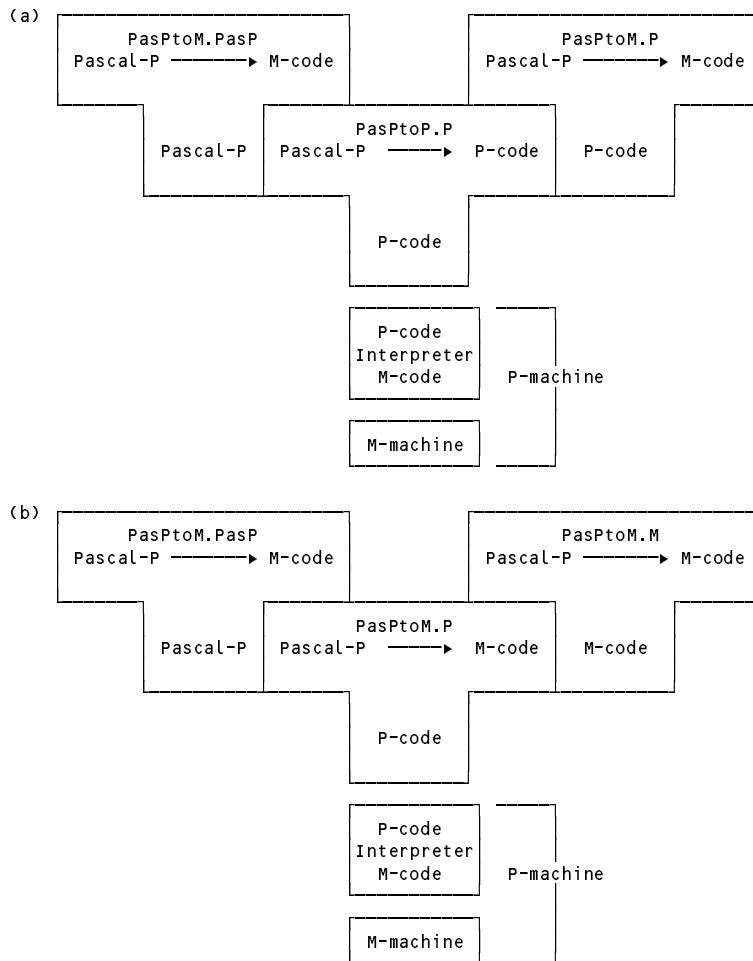 (a)
PasPtoM.PasP PasPtoM.P
Pascal-P M-code Pascal-P M-code
PasPtoP.P
Pascal-P Pascal-P P-code P-code
P-code
P-code
Interpreter
M-code P-machine
M-machine
(b)
PasPtoM.PasP PasPtoM.M
Pascal-P M-code Pascal-P M-code
PasPtoM.P
Pascal-P Pascal-P M-code M-code
P-code
P-code
Interpreter
M-code P-machine
M-machine